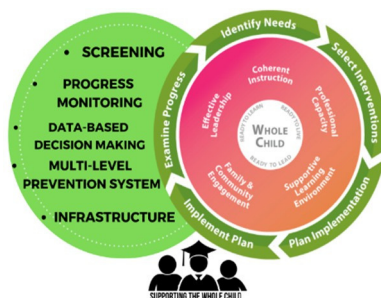 SCREENING
PROGRESS
MONITORING
DATA-BASED
DECISION MAKING
MULTI-LEVEL
PREVENTION SYSTEM
INFRASTRUCTURE
Identify Needs
Select Interventions
Plan Implementation
Implement Plan
Examine Progress
Coherent
Instruction
Professional
Capacity
Supportive
Learning
Environment
Family &
Community
Engagement
Effective
Leadership
READY TO LEARN
READY TO LIVE
READY TO LEAD
WHOLE
CHILD
SUPPORTING THE WHOLE CHILD